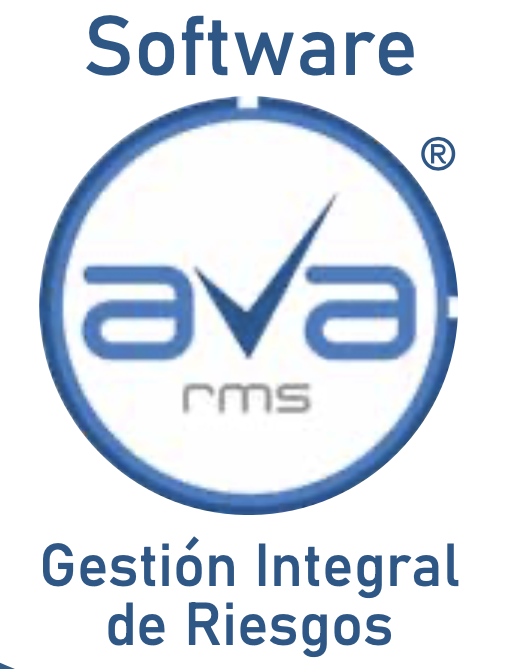 Software
®
ava
rms
Gestión Integral
de Riesgos